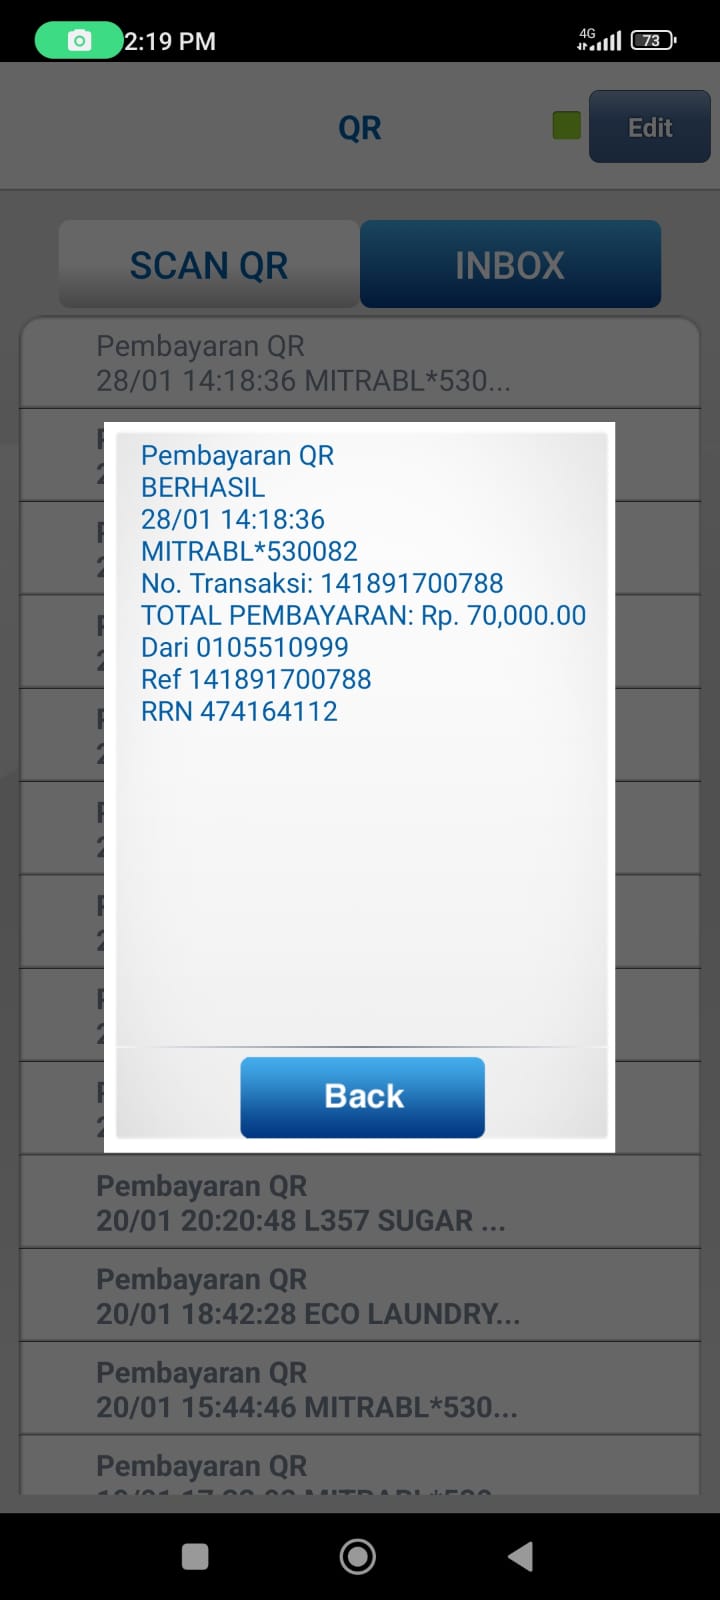 2:19 PM
4G
73
QR
Edit
SCAN QR
INBOX
Pembayaran QR
28/01 14:18:36 MITRABL*530...
Pembayaran QR
BERHASIL
28/01 14:18:36
MITRABL*530082
No. Transaksi: 141891700788
TOTAL PEMBAYARAN: Rp. 70,000.00
Dari 0105510999
Ref 141891700788
RRN 474164112
Back
Pembayaran QR
20/01 20:20:48 L357 SUGAR ...
Pembayaran QR
20/01 18:42:28 ECO LAUNDRY...
Pembayaran QR
20/01 15:44:46 MITRABL*530...
Pembayaran QR